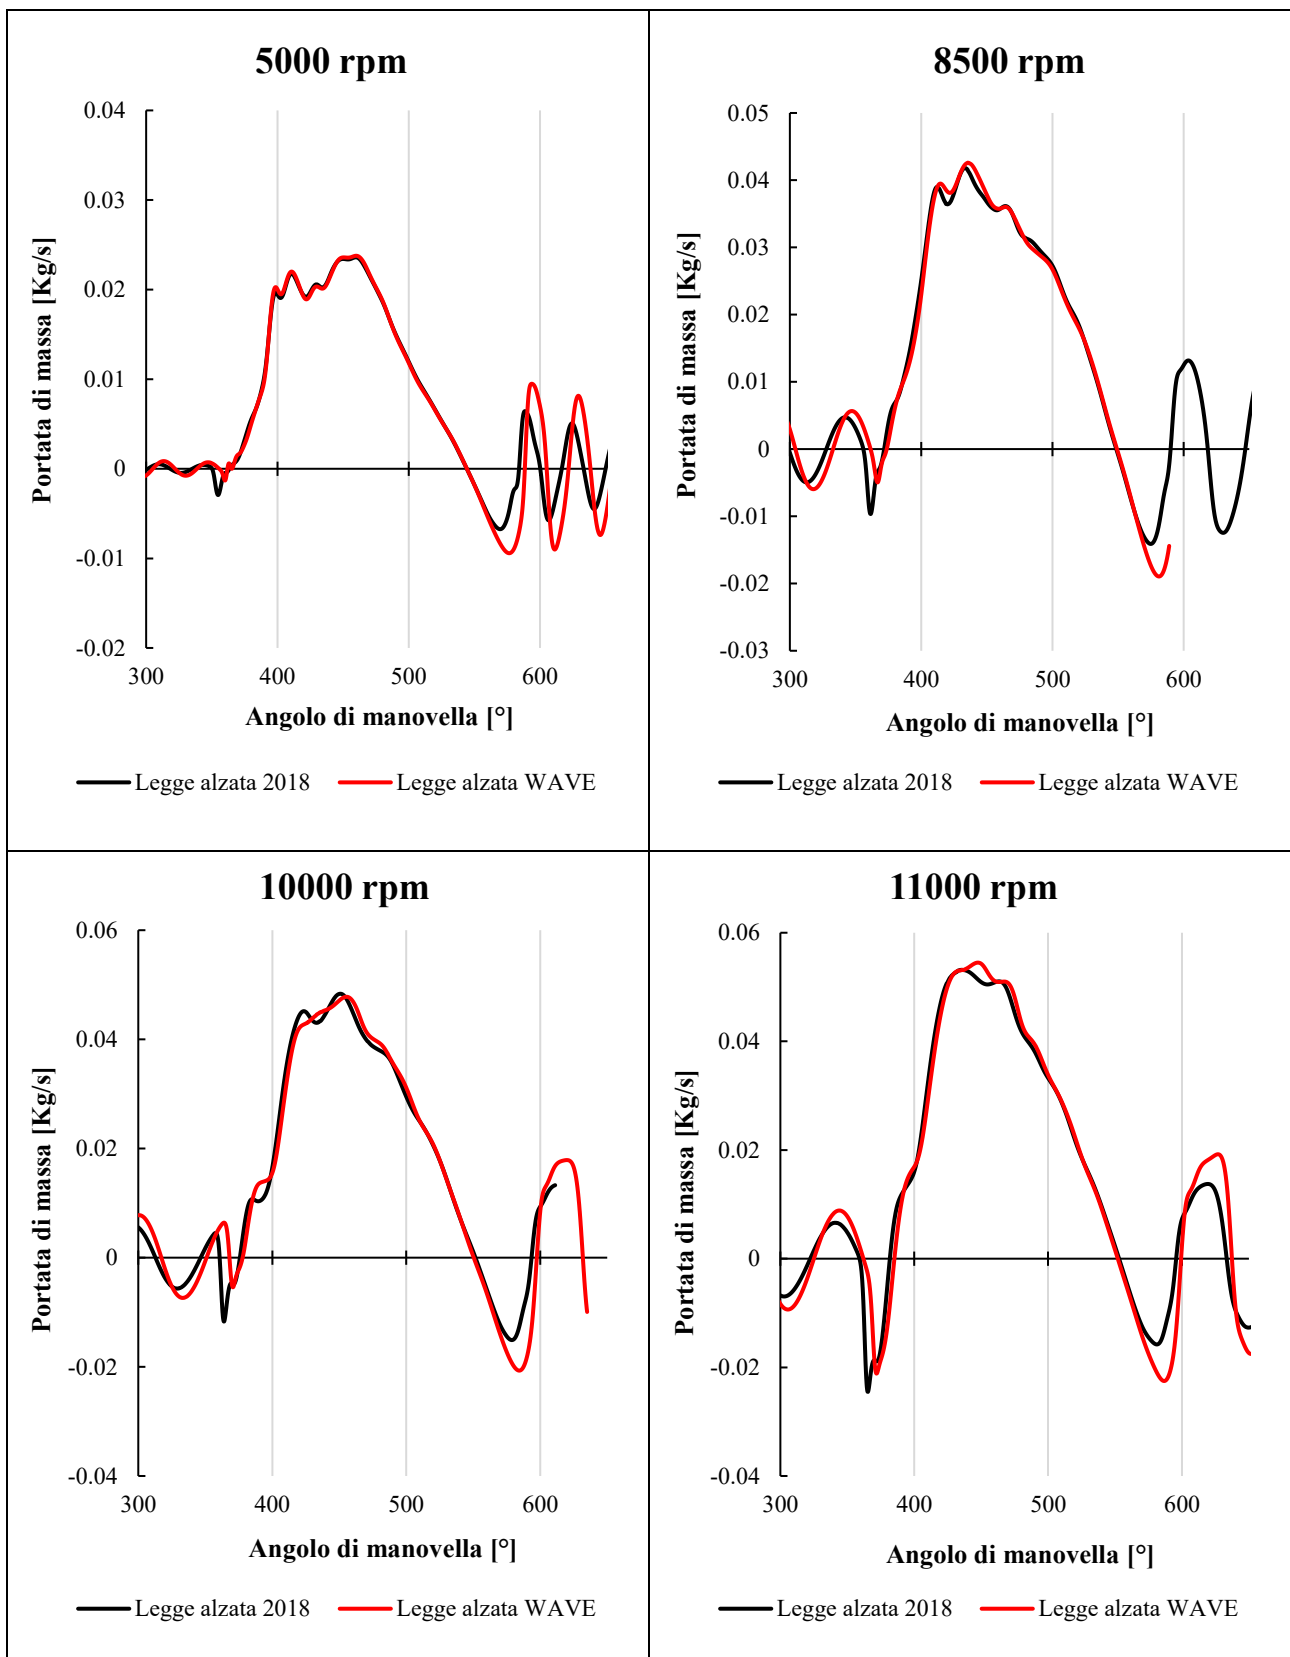 5000 rpm
0.04
0.03
0.02
0.01
0
-0.01
-0.02
300 400 500 600
Portata di massa [Kg/s]
Angolo di manovella [°]
Legge alzata 2018 Legge alzata WAVE
8500 rpm
0.05
0.04
0.03
0.02
0.01
0
-0.01
-0.02
-0.03
300 400 500 600
Portata di massa [Kg/s]
Angolo di manovella [°]
Legge alzata 2018 Legge alzata WAVE
10000 rpm
0.06
0.04
0.02
0
-0.02
-0.04
300 400 500 600
Portata di massa [Kg/s]
Angolo di manovella [°]
Legge alzata 2018 Legge alzata WAVE
11000 rpm
0.06
0.04
0.02
0
-0.02
-0.04
300 400 500 600
Portata di massa [Kg/s]
Angolo di manovella [°]
Legge alzata 2018 Legge alzata WAVE